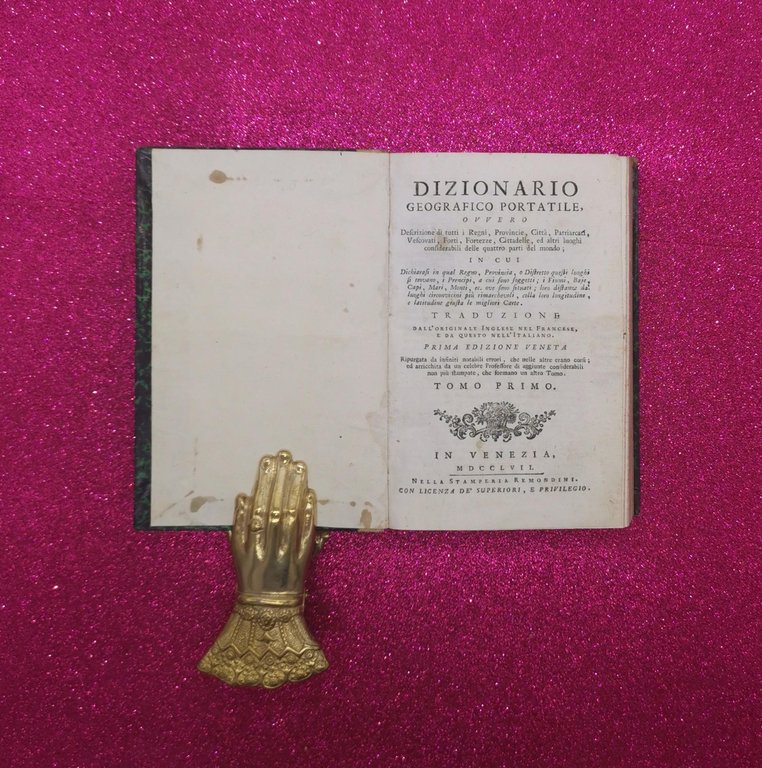 DIZIONARIO
GEOGRAFICO PORTATILE,
OVVERO
Descrizione di tutti i Regni, Provincie, Città, Patriarcati,
Vescovati, Forti, Fortezze, Cittadelle, ed altri luoghi
considerabili delle quattro parti del mondo;
IN CUI
Dichiarasi in qual Regno, Provincia, o Distretto questi luoghi
si trovano, i Principi, a cui sono soggetti; i Fiumi, Baje,
Capi, Mari, Monti, ec. ove sono situati; loro distanze da'
luoghi circonvicini più rimarchevoli, colla loro longitudine,
e latitudine giusta le migliori Carte.
TRADUZIONE
DALL'ORIGINALE INGLESE NEL FRANCESE,
E DA QUESTO NELL'ITALIANO.
PRIMA EDIZIONE VENETA
Ripurgata da infiniti notabili errori, che nelle altre erano corsi;
ed arricchita da un celebre Professore di aggiunte considerabili
non più stampate, che formano un altro Tomo.
TOMO PRIMO.
IN VENEZIA,
MDCCLVII.
NELLA STAMPERIA REMONDINI.
CON LICENZA DE' SUPERIORI, E PRIVILEGIO.